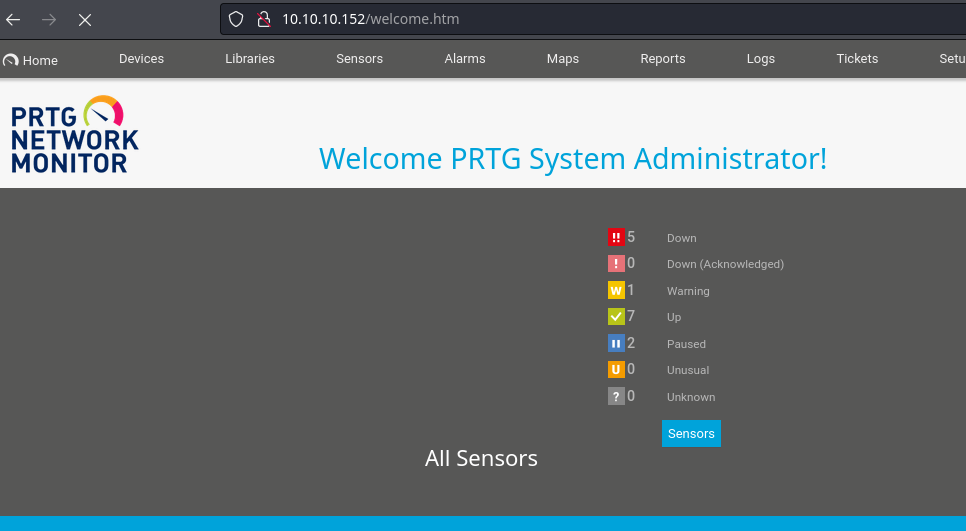 10.10.10.152/welcome.htm
Home Devices Libraries Sensors Alarms Maps Reports Logs Tickets Setu
PRTG
NETWORK
MONITOR
Welcome PRTG System Administrator!
!! 5 Down
! 0 Down (Acknowledged)
W 1 Warning
7 Up
2 Paused
U 0 Unusual
? 0 Unknown
Sensors
All Sensors